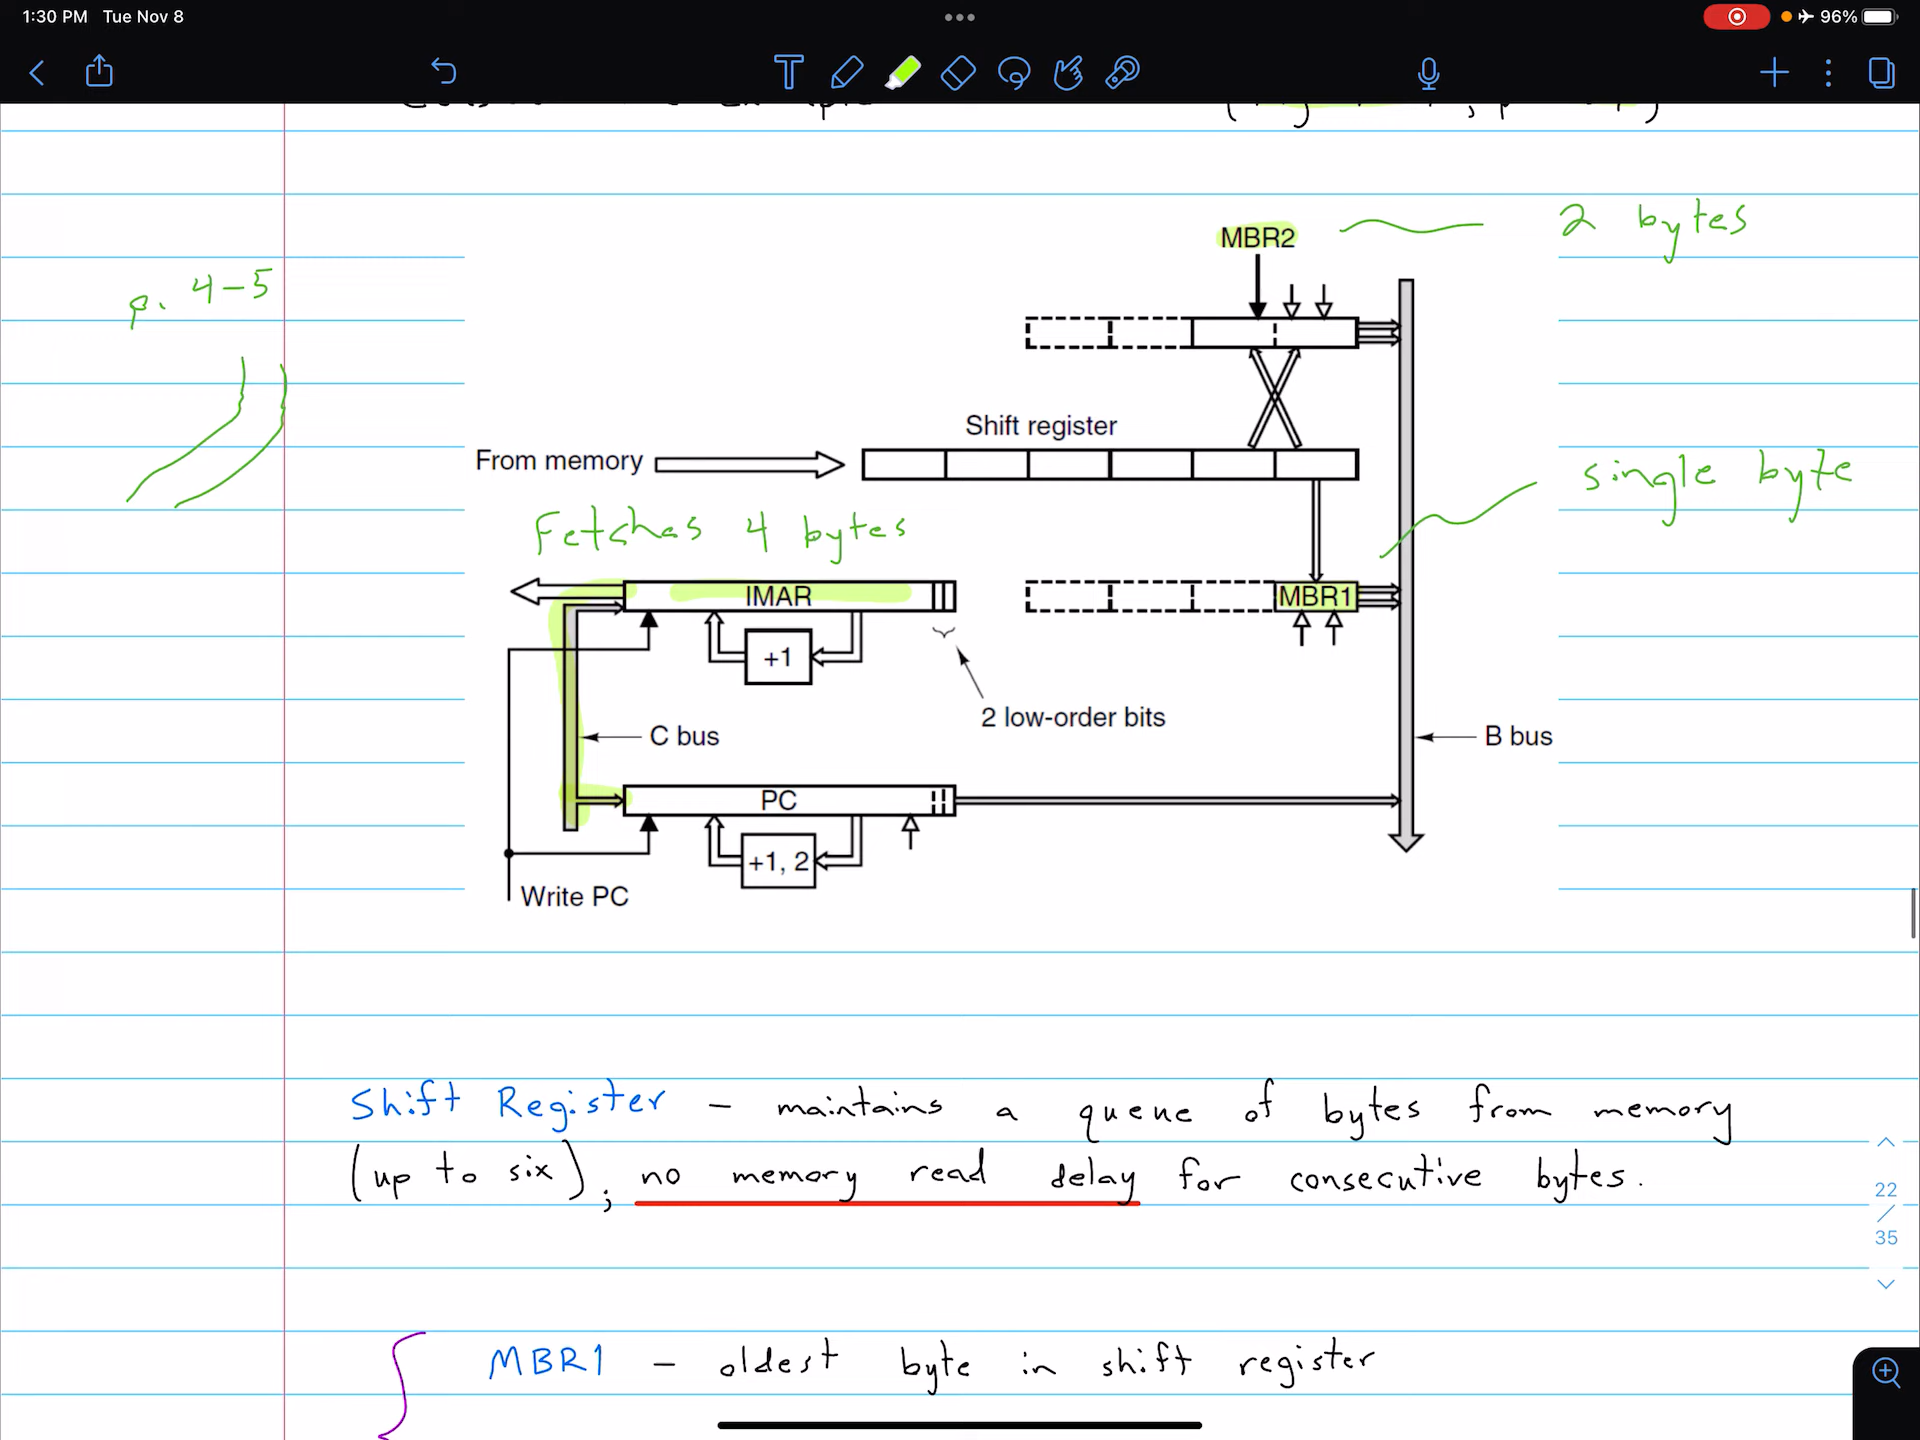 1:30 PM Tue Nov 8
96%
MBR2
2 bytes
p. 4-5
Shift register
From memory
single byte
Fetches 4 bytes
IMAR
MBR1
+1
2 low-order bits
C bus
B bus
PC
+1, 2
Write PC
Shift Register - maintains a queue of bytes from memory
(up to six); no memory read delay for consecutive bytes.
22
/
35
MBR1 - oldest byte in shift register